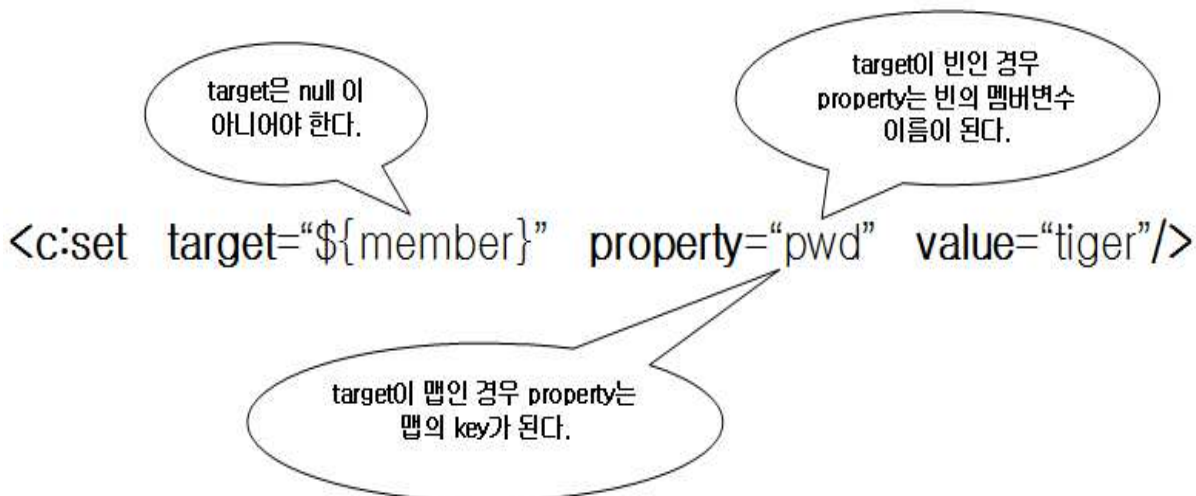 target은 null 이
아니어야 한다.
target이 빈인 경우
property는 빈의 멤버변수
이름이 된다.
<c:set target=“${member}” property=“pwd” value=“tiger”/>
target이 맵인 경우 property는
맵의 key가 된다.